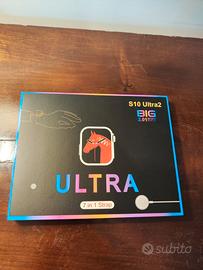 S10 Ultra2
BIG
ULTRA
7 in 1 Strap
subito